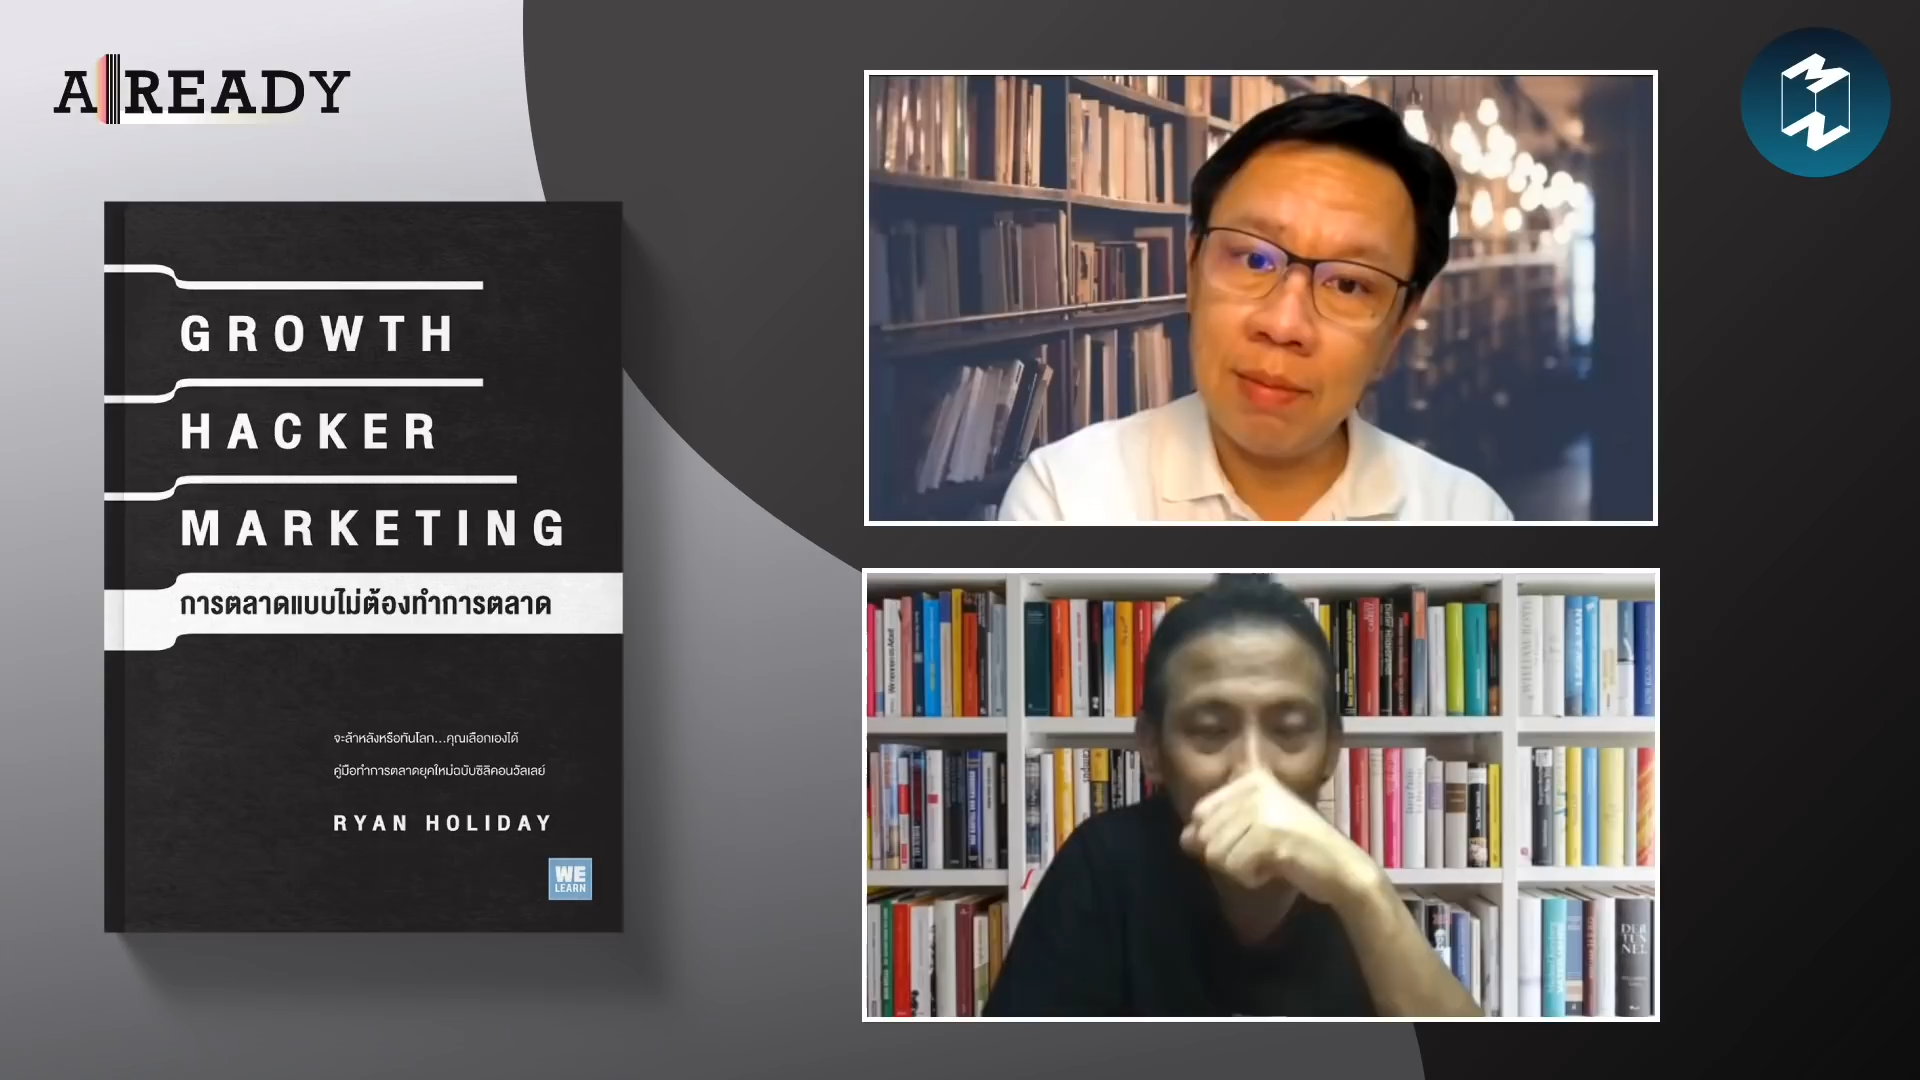 A READY
GROWTH
HACKER
MARKETING
การตลาดแบบไม่ต้องทำการตลาด
จะล้าหลังหรือทันโลก...คุณเลือกเองได้
คู่มือทำการตลาดยุคใหม่ฉบับซิลิคอนวัลเลย์
RYAN HOLIDAY
WE
LEARN
DER
TUN
NEL